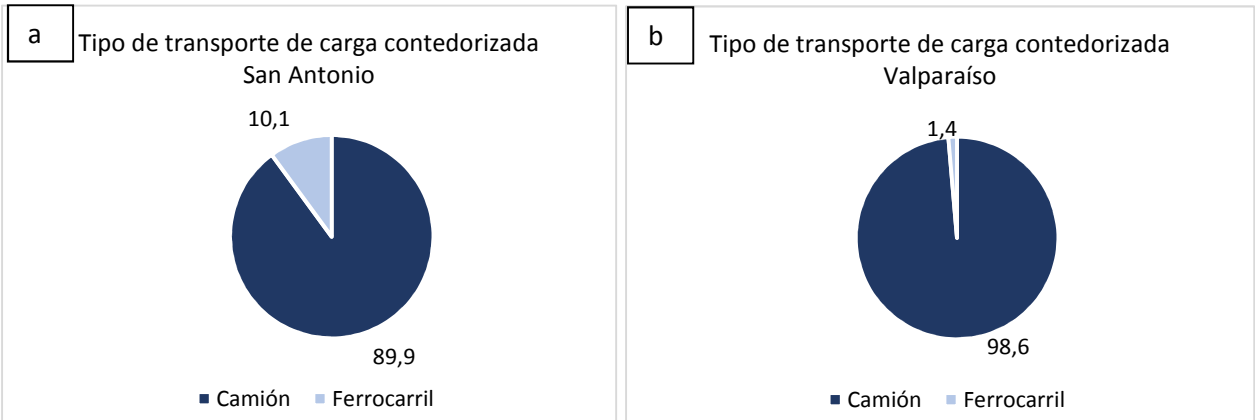 a
Tipo de transporte de carga contedorizada
San Antonio
10,1
89,9
Camión Ferrocarril
b
Tipo de transporte de carga contedorizada
Valparaíso
1,4
98,6
Camión Ferrocarril